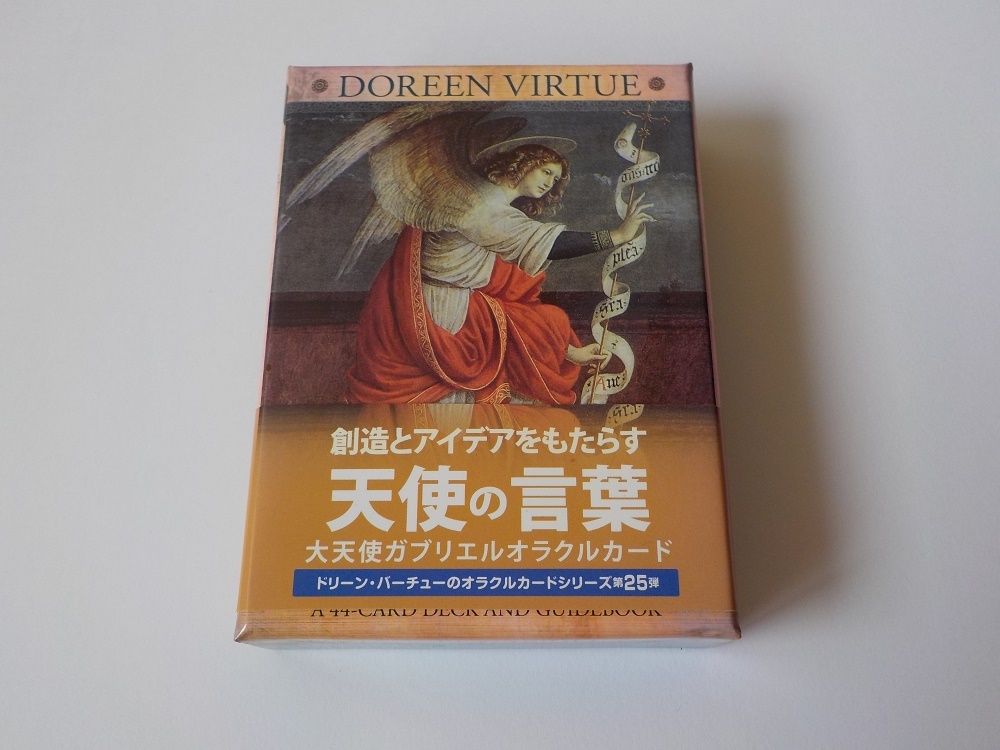 DOREEN VIRTUE
plea
gra
Ane
創造とアイデアをもたらす
天使の言葉
大天使ガブリエルオラクルカード
ドリーン・バーチューのオラクルカードシリーズ第25弾
A 44-CARD DECK AND GUIDEBOOK